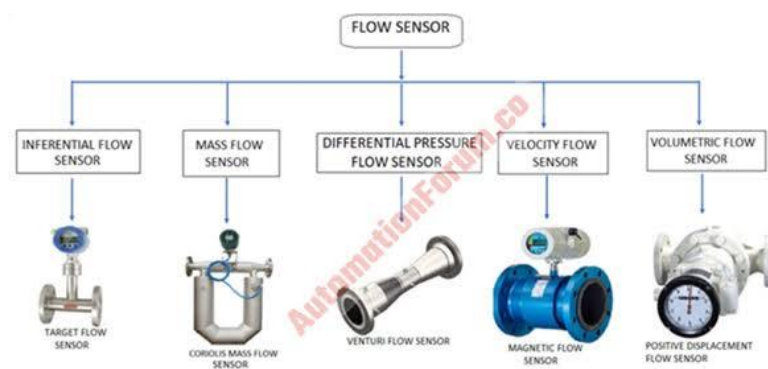 FLOW SENSOR
INFERENTIAL FLOW
SENSOR
MASS FLOW
SENSOR
DIFFERENTIAL PRESSURE
FLOW SENSOR
VELOCITY FLOW
SENSOR
VOLUMETRIC FLOW
SENSOR
AutomationForum.co
TARGET FLOW
SENSOR
CORIOLIS MASS FLOW
SENSOR
VENTURI FLOW SENSOR
MAGNETIC FLOW
SENSOR
POSITIVE DISPLACEMENT
FLOW SENSOR